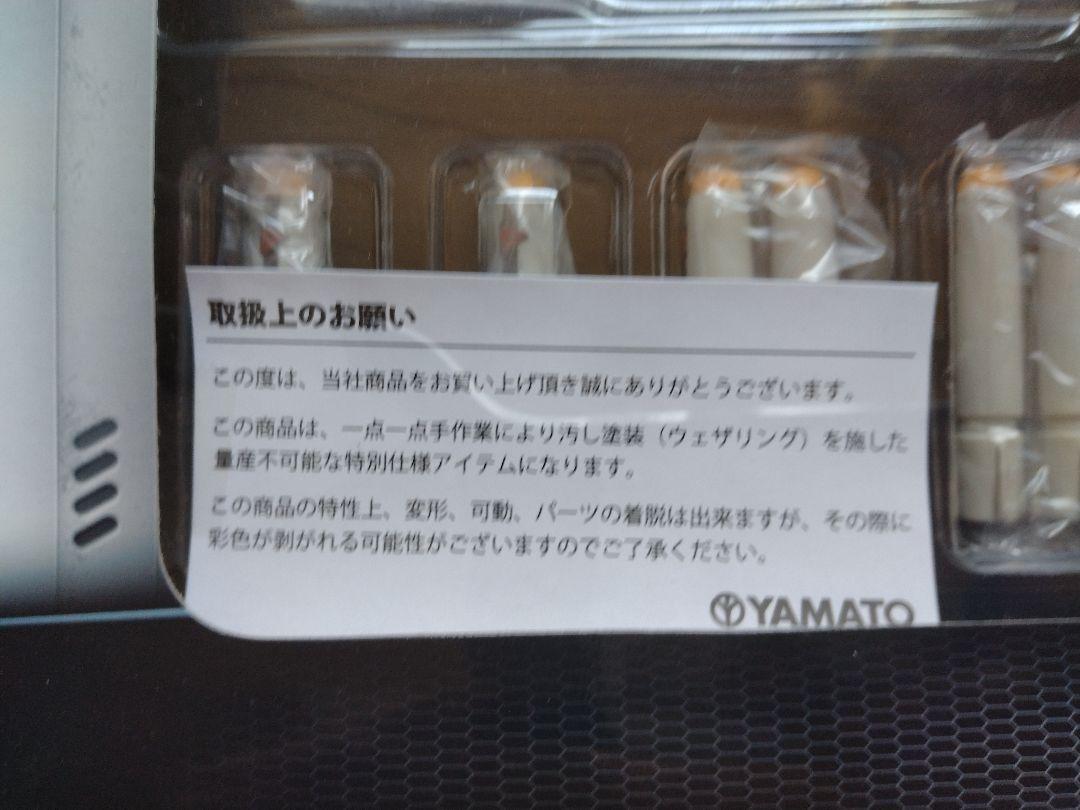 取扱上のお願い
この度は、当社商品をお買い上げ頂き誠にありがとうございます。
この商品は、一点一点手作業により汚し塗装（ウェザリング）を施した
量産不可能な特別仕様アイテムになります。
この商品の特性上、変形、可動、パーツの着脱は出来ますが、その際に
彩色が剥がれる可能性がございますのでご了承ください。
YAMATO